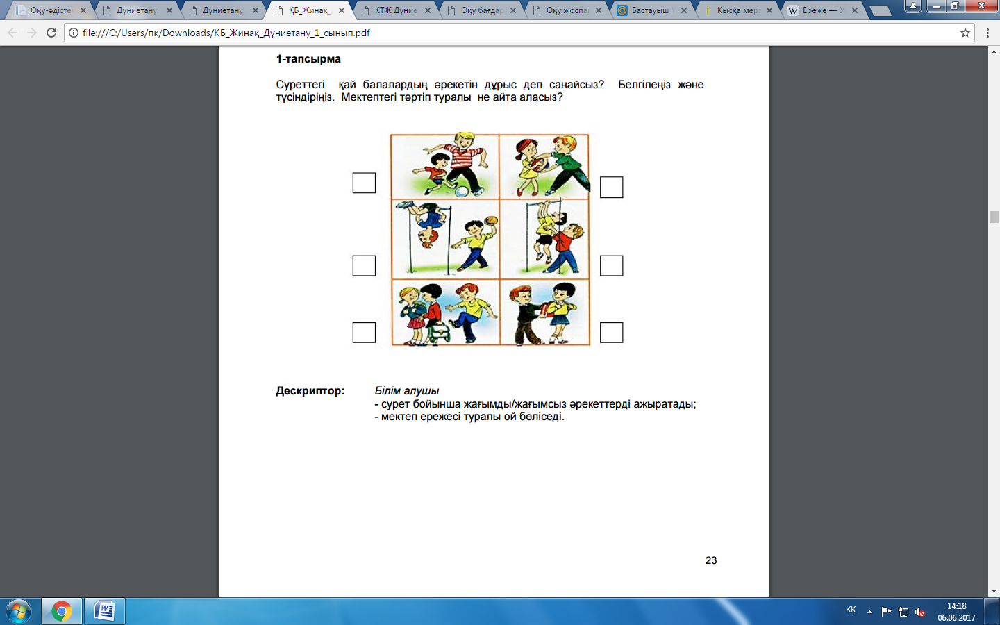 Оқу-әдістем
Дүниетану.
Дүниетану.
ҚБ_Жинақ_
КТЖ Дүние
Оқу бағдар
Оқу жоспа
Бастауыш
Қысқа мерз
Ереже — У
file:///C:/Users/пк/Downloads/ҚБ_Жинақ_Дүниетану_1_сынып.pdf
1-тапсырма
Суреттегі қай балалардың әрекетін дұрыс деп санайсыз? Белгілеңіз және
түсіндіріңіз. Мектептегі тәртіп туралы не айта аласыз?
Дескриптор: Білім алушы
- сурет бойынша жағымды/жағымсыз әрекеттерді ажыратады;
- мектеп ережесі туралы ой бөліседі.
23
KK
14:18
06.06.2017